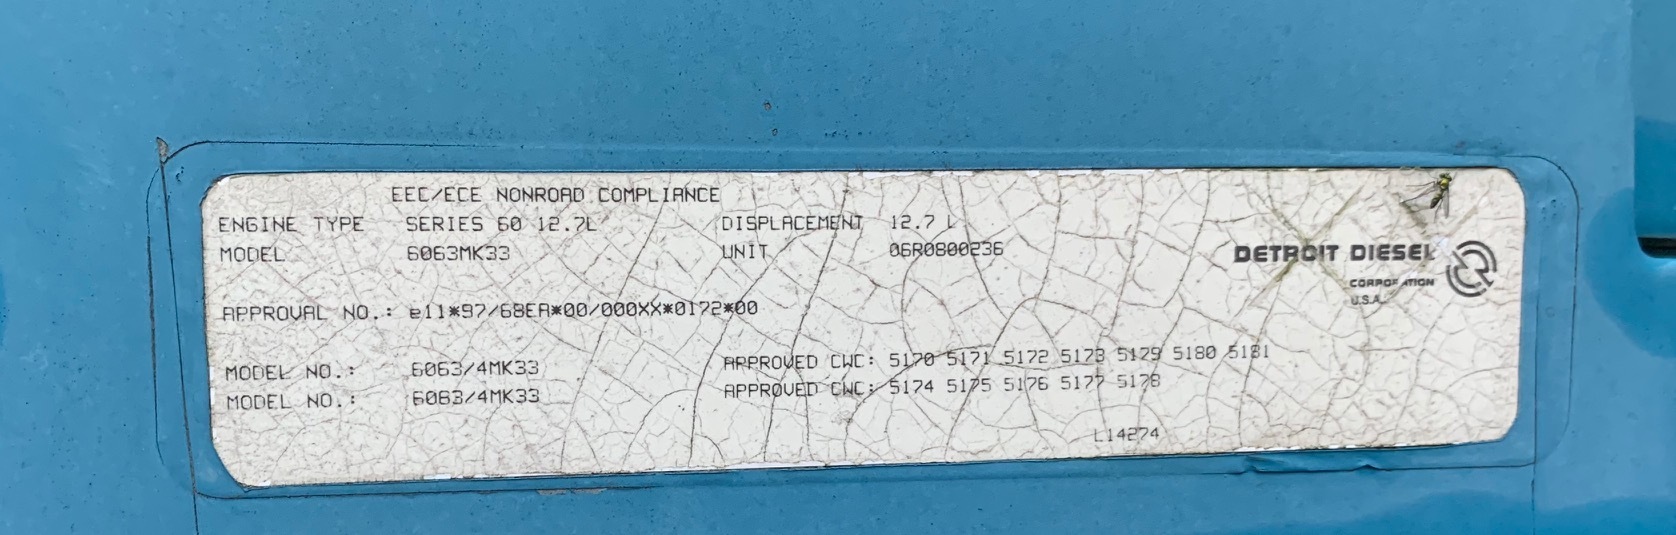 EEC/ECE NONROAD COMPLIANCE
ENGINE TYPE SERIES 60 12.7L DISPLACEMENT 12.7 L
MODEL 6063MK33 UNIT 06R0800236
DETROIT DIESEL
CORPORATION
U.S.A.
APPROVAL NO.: e11*97/68EA*00/000XX*0172*00
MODEL NO.: 6063/4MK33 APPROVED CWC: 5170 5171 5172 5173 5179 5180 5181
MODEL NO.: 6063/4MK33 APPROVED CWC: 5174 5175 5176 5177 5178
L14274